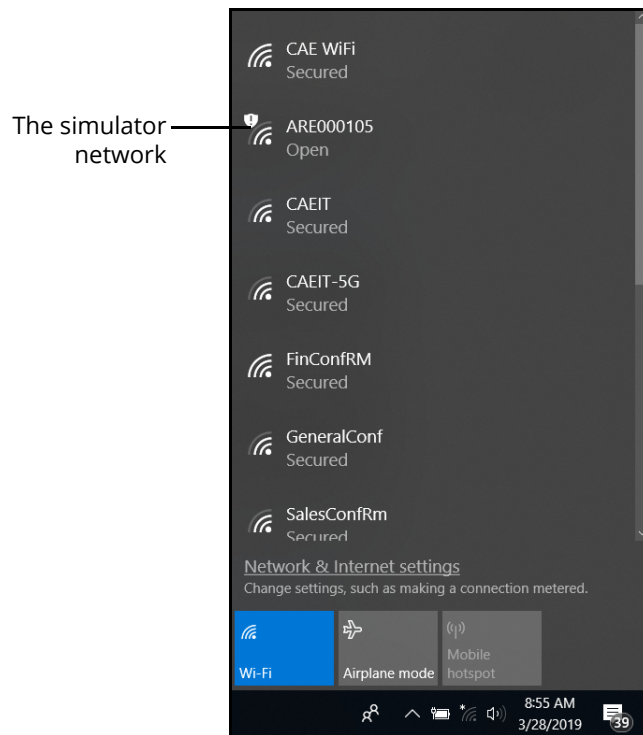 The simulator
network
CAE WiFi
Secured
ARE000105
Open
CAEIT
Secured
CAEIT-5G
Secured
FinConfRM
Secured
GeneralConf
Secured
SalesConfRm
Secured
Network & Internet settings
Change settings, such as making a connection metered.
Wi-Fi
Airplane mode
Mobile
hotspot
8:55 AM
3/28/2019
39